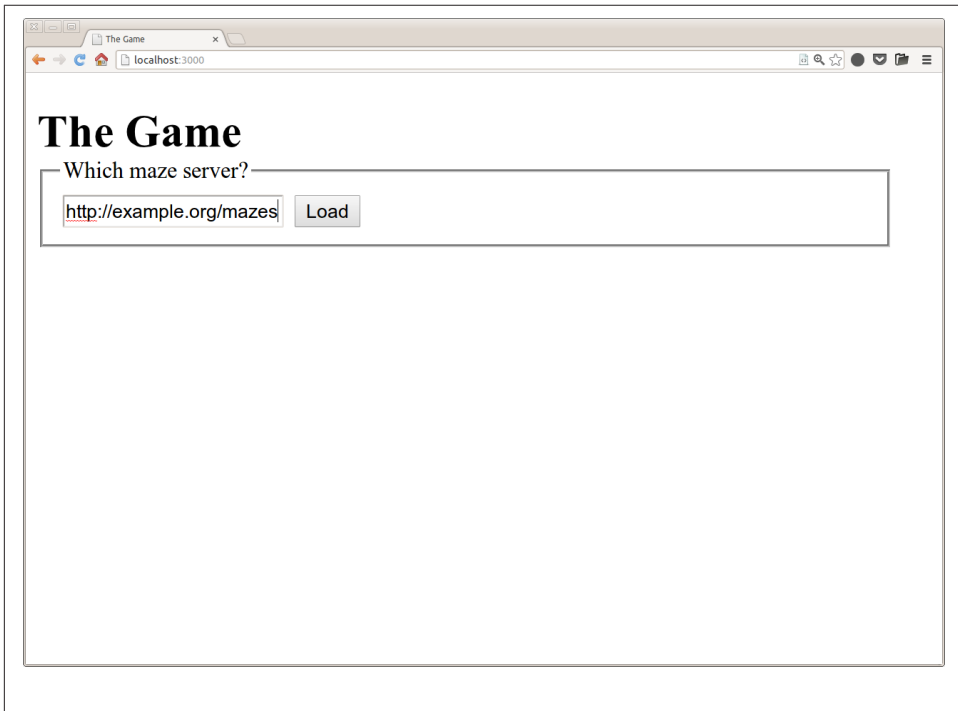 The Game
localhost:3000
The Game
Which maze server?
http://example.org/mazes Load